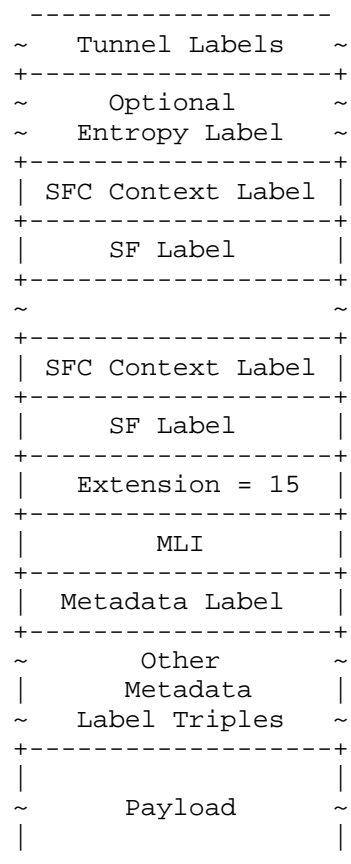 -------------------
~   Tunnel Labels   ~
+-------------------+
~     Optional      ~
~   Entropy Label   ~
+-------------------+
| SFC Context Label |
+-------------------+
|     SF Label      |
+-------------------+
~                   ~
+-------------------+
| SFC Context Label |
+-------------------+
|     SF Label      |
+-------------------+
|   Extension = 15  |
+-------------------+
|        MLI        |
+-------------------+
|  Metadata Label   |
+-------------------+
~       Other       ~
|      Metadata     |
~   Label Triples   ~
+-------------------+
|                   |
~      Payload      ~
|                   |